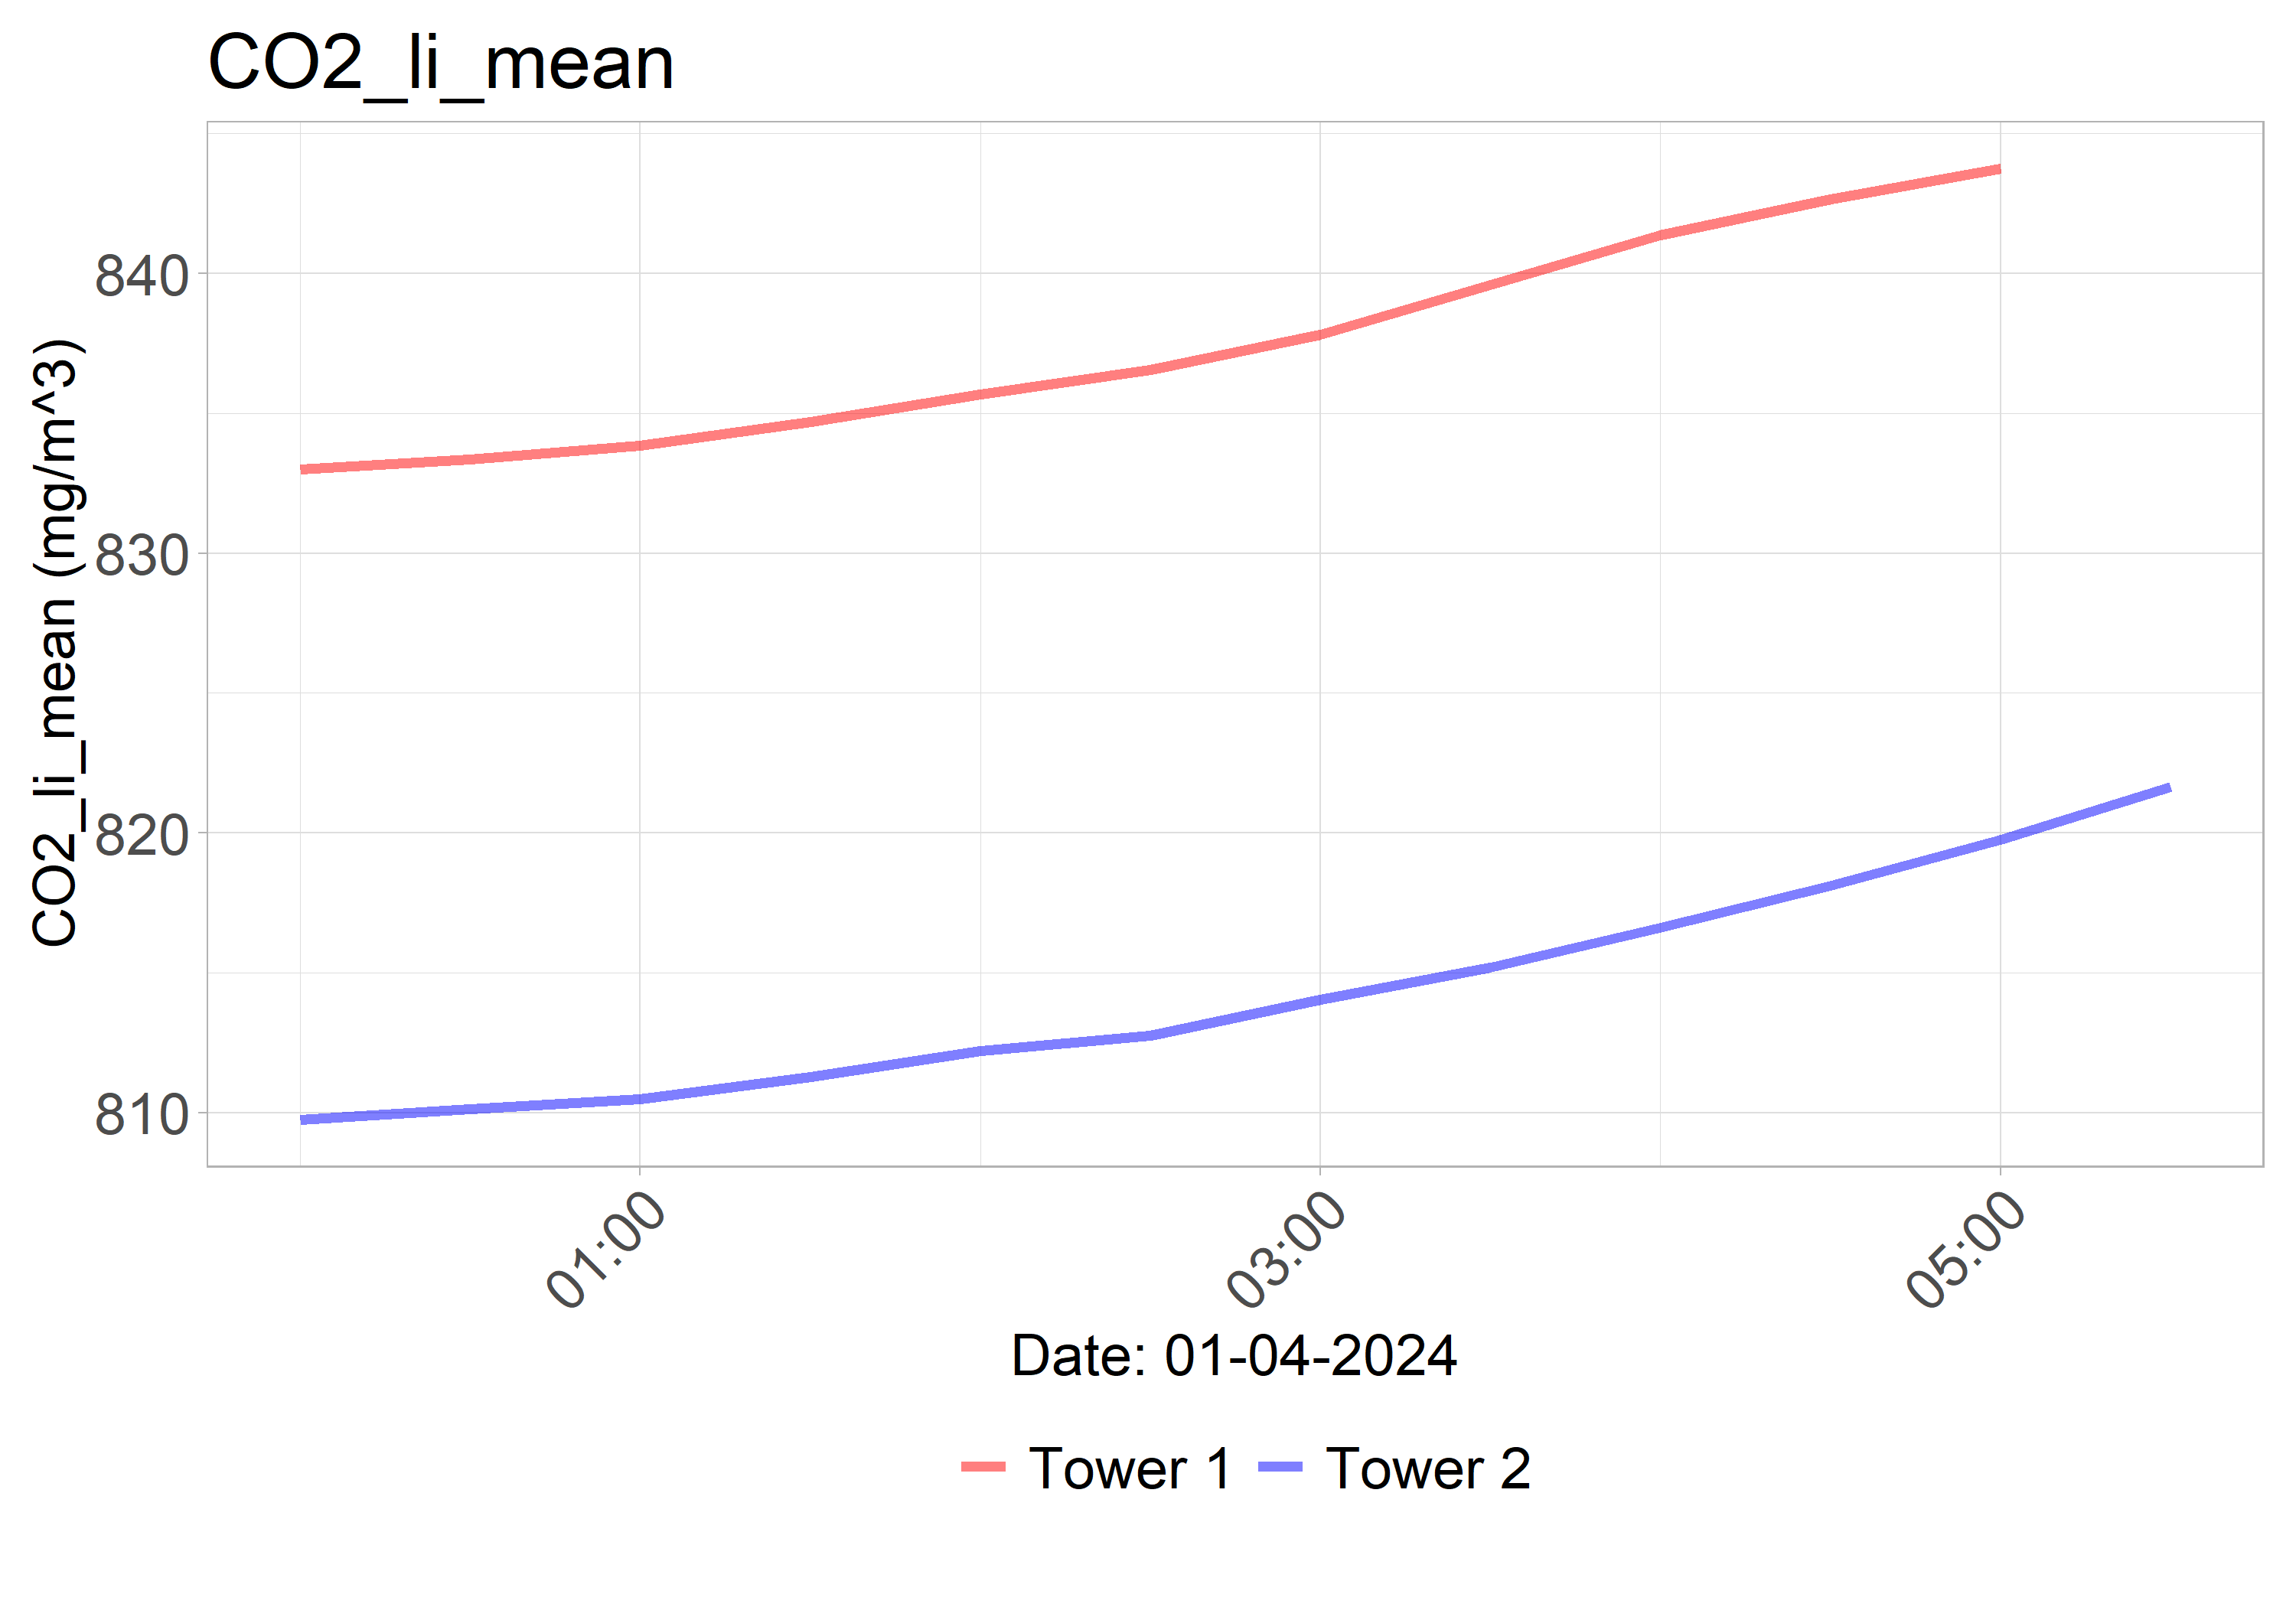 CO2_li_mean
CO2_li_mean (mg/m^3)
840
830
820
810
01:00
03:00
05:00
Date: 01-04-2024
Tower 1
Tower 2